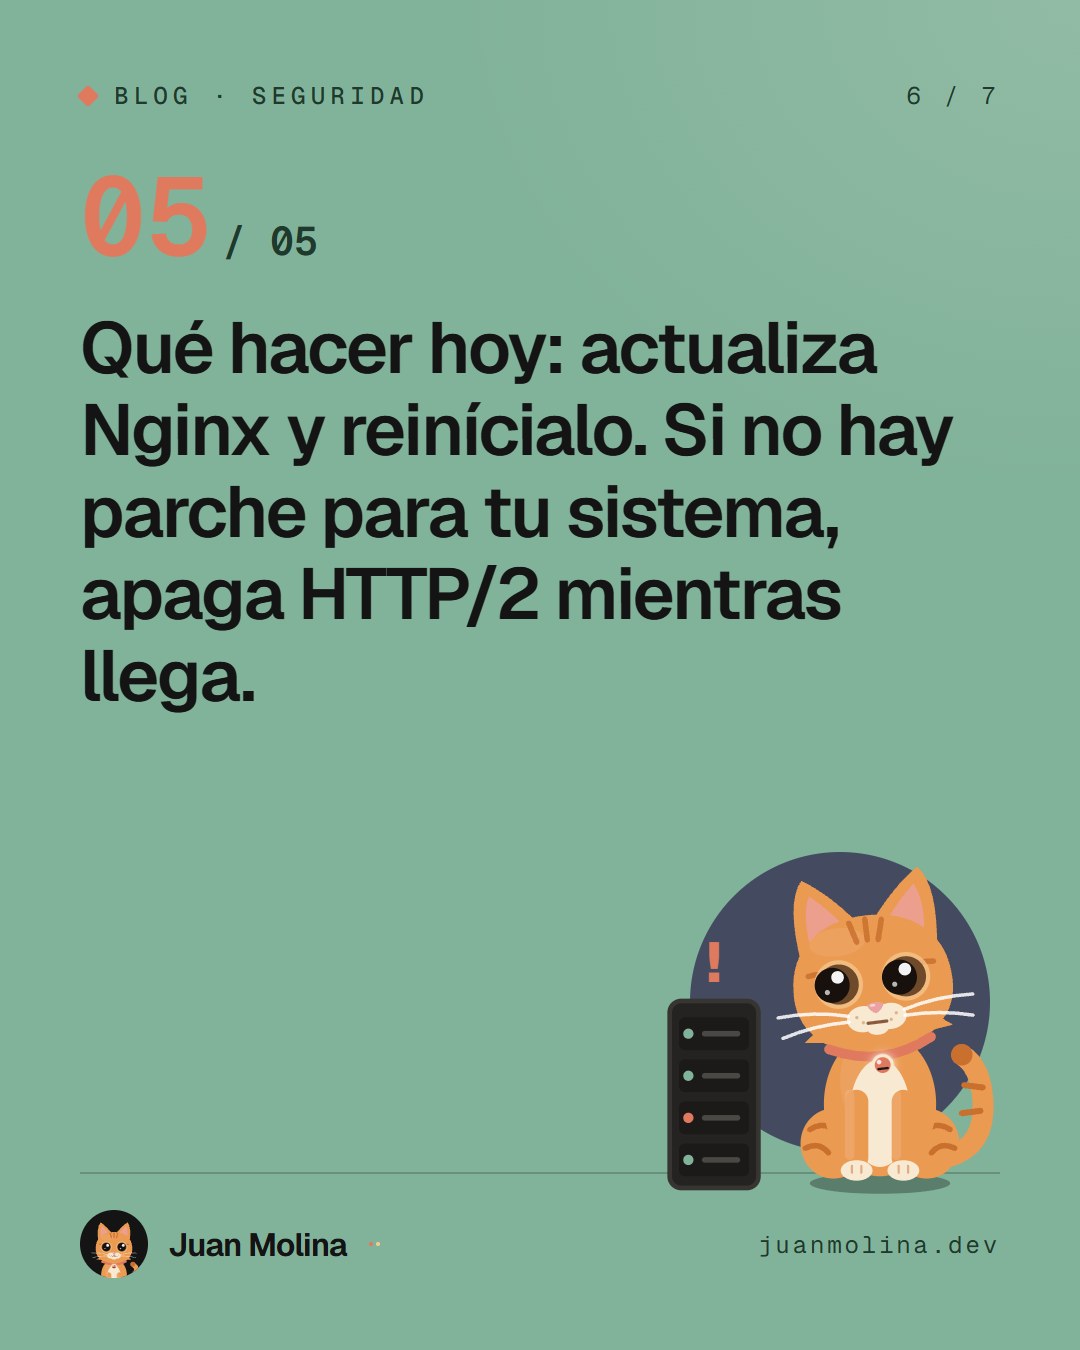 BLOG · SEGURIDAD
6 / 7
05 / 05
Qué hacer hoy: actualiza
Nginx y reinícialo. Si no hay
parche para tu sistema,
apaga HTTP/2 mientras
llega.
!
Juan Molina
juanmolina.dev